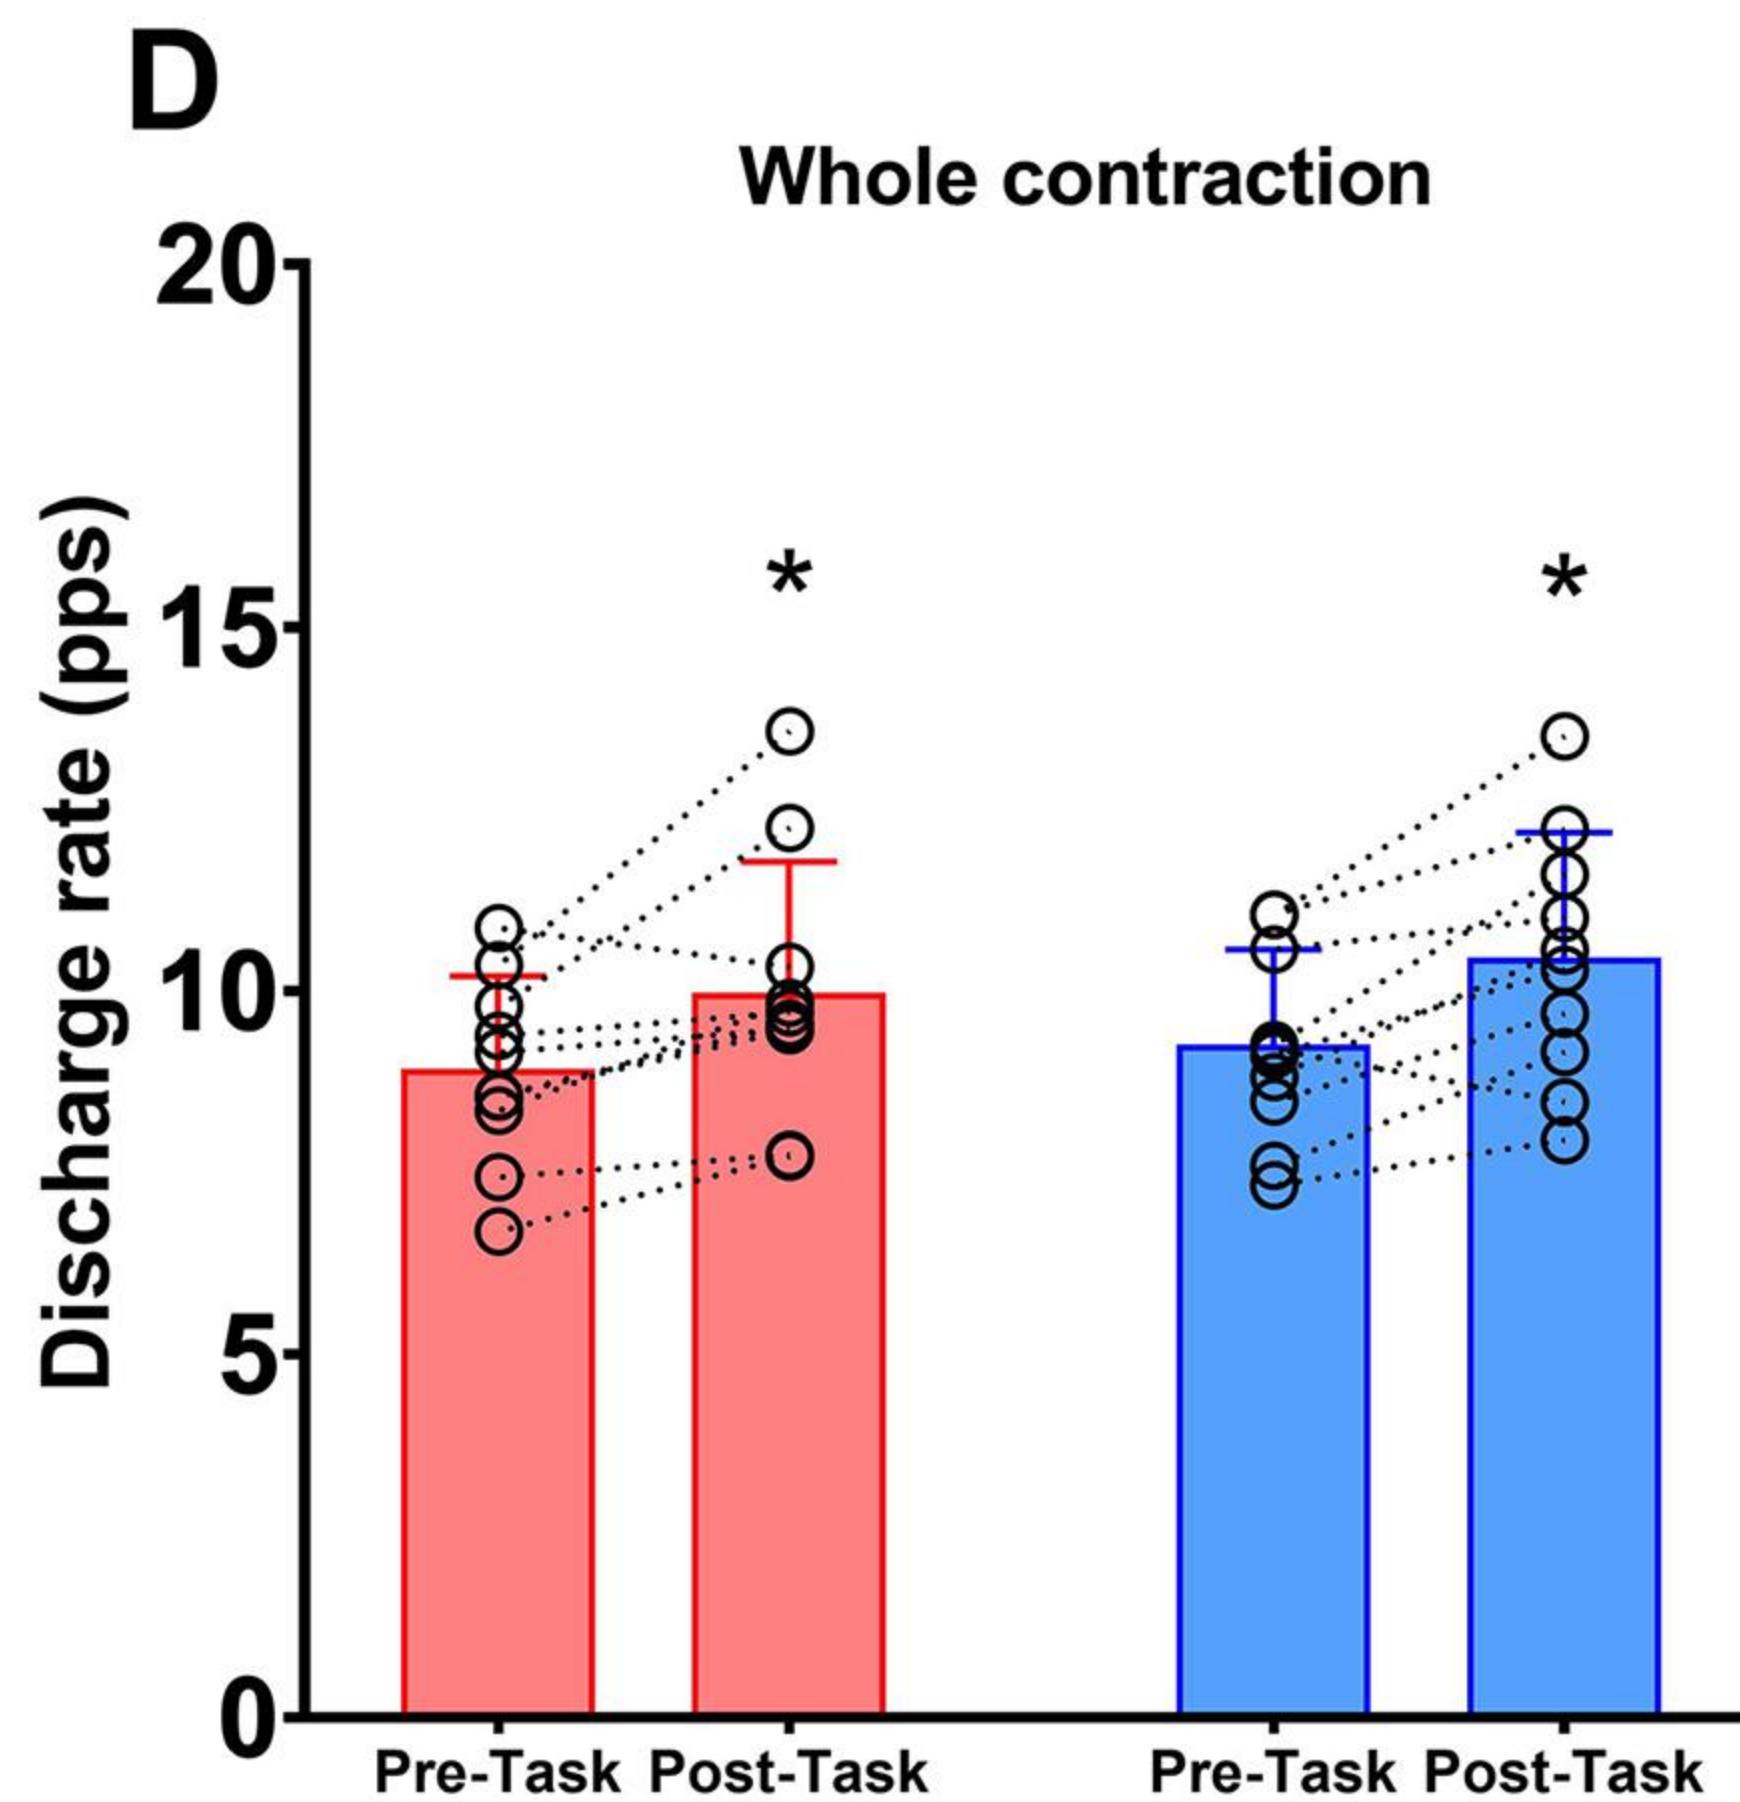 D
Whole contraction
20
15
10
5
0
Discharge rate (pps)
*
*
Pre-Task Post-Task Pre-Task Post-Task